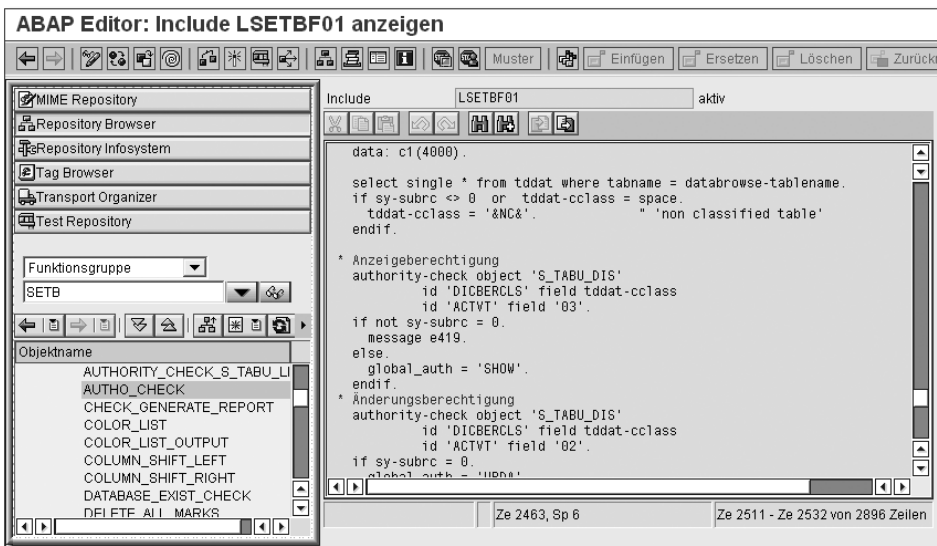 ABAP Editor: Include LSETBF01 anzeigen
Muster
Einfügen
Ersetzen
Löschen
MIME Repository
Repository Browser
Repository Infosystem
Tag Browser
Transport Organizer
Test Repository
Funktionsgruppe
SETB
Objektname
AUTHORITY_CHECK_S_TABU_LI
AUTHO_CHECK
CHECK_GENERATE_REPORT
COLOR_LIST
COLOR_LIST_OUTPUT
COLUMN_SHIFT_LEFT
COLUMN_SHIFT_RIGHT
DATABASE_EXIST_CHECK
DELETE_ALL_MARKS
Include LSETBF01 aktiv
data: c1(4000).
select single * from tddat where tabname = databrowse-tablename.
if sy-subrc <> 0 or tddat-cclass = space.
tddat-cclass = '&NC&'. " 'non classified table'
endif.
* Anzeigeberechtigung
authority-check object 'S_TABU_DIS'
id 'DICBERCLS' field tddat-cclass
id 'ACTVT' field '03'.
if not sy-subrc = 0.
message e419.
else.
global_auth = 'SHOW'.
endif.
* Änderungsberechtigung
authority-check object 'S_TABU_DIS'
id 'DICBERCLS' field tddat-cclass
id 'ACTVT' field '02'.
if sy-subrc = 0.
global_auth = 'UPDA'.
Ze 2463, Sp 6
Ze 2511 - Ze 2532 von 2896 Zeilen